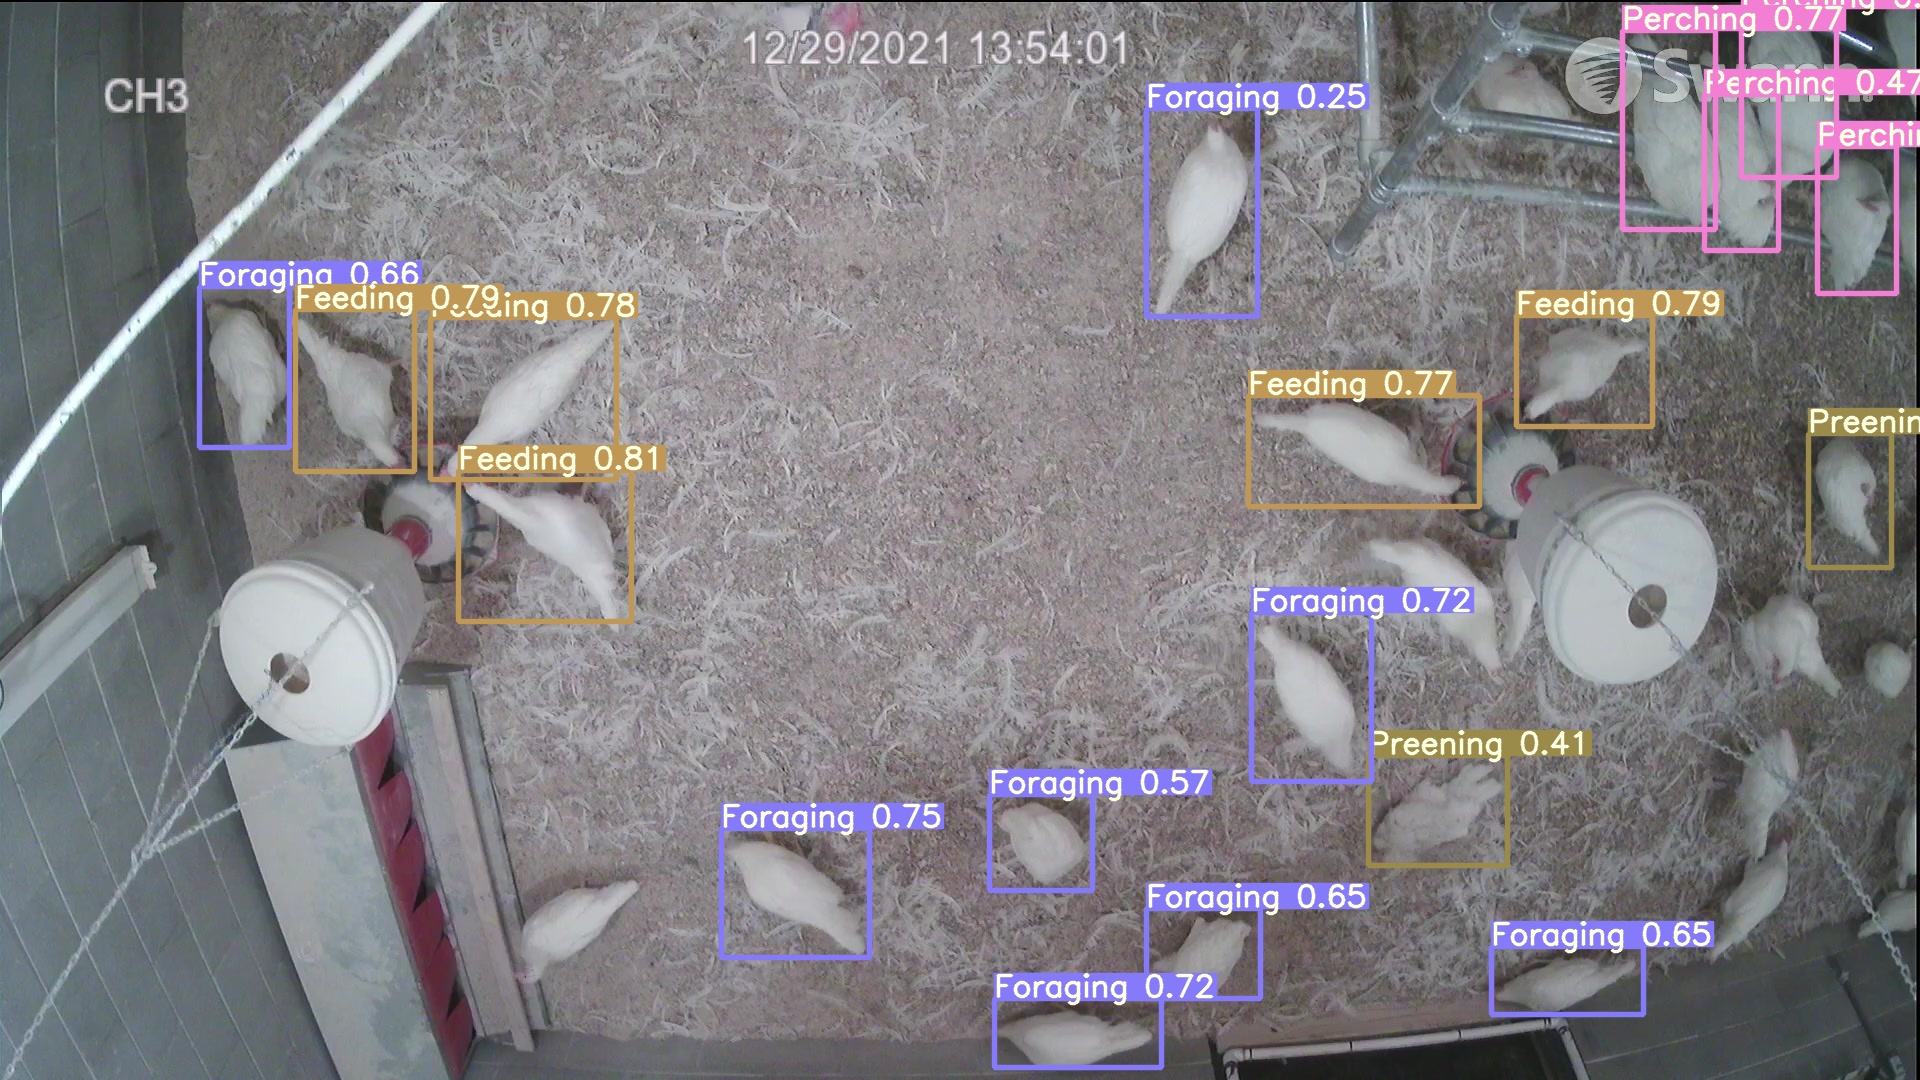 Perching 0.77
12/29/2021 13:54:01
CH3
Perching 0.47
Foraging 0.25
Foraging 0.66
Feeding 0.79
0.78
Feeding 0.79
Feeding 0.77
Feeding 0.81
Foraging 0.72
Preening 0.41
Foraging 0.57
Foraging 0.75
Foraging 0.65
Foraging 0.65
Foraging 0.72